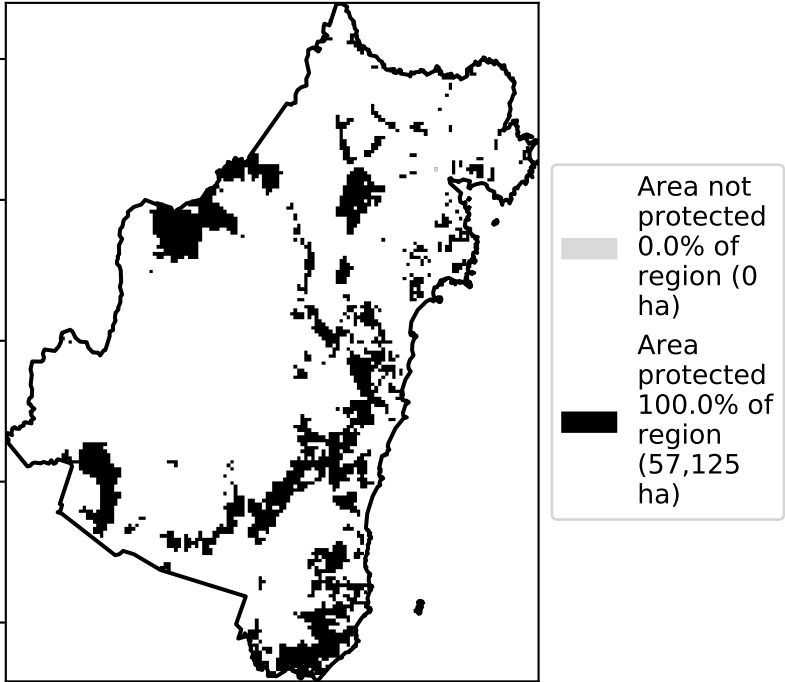 Area not
protected
0.0% of
region (0
ha)
Area
protected
100.0% of
region
(57,125
ha)